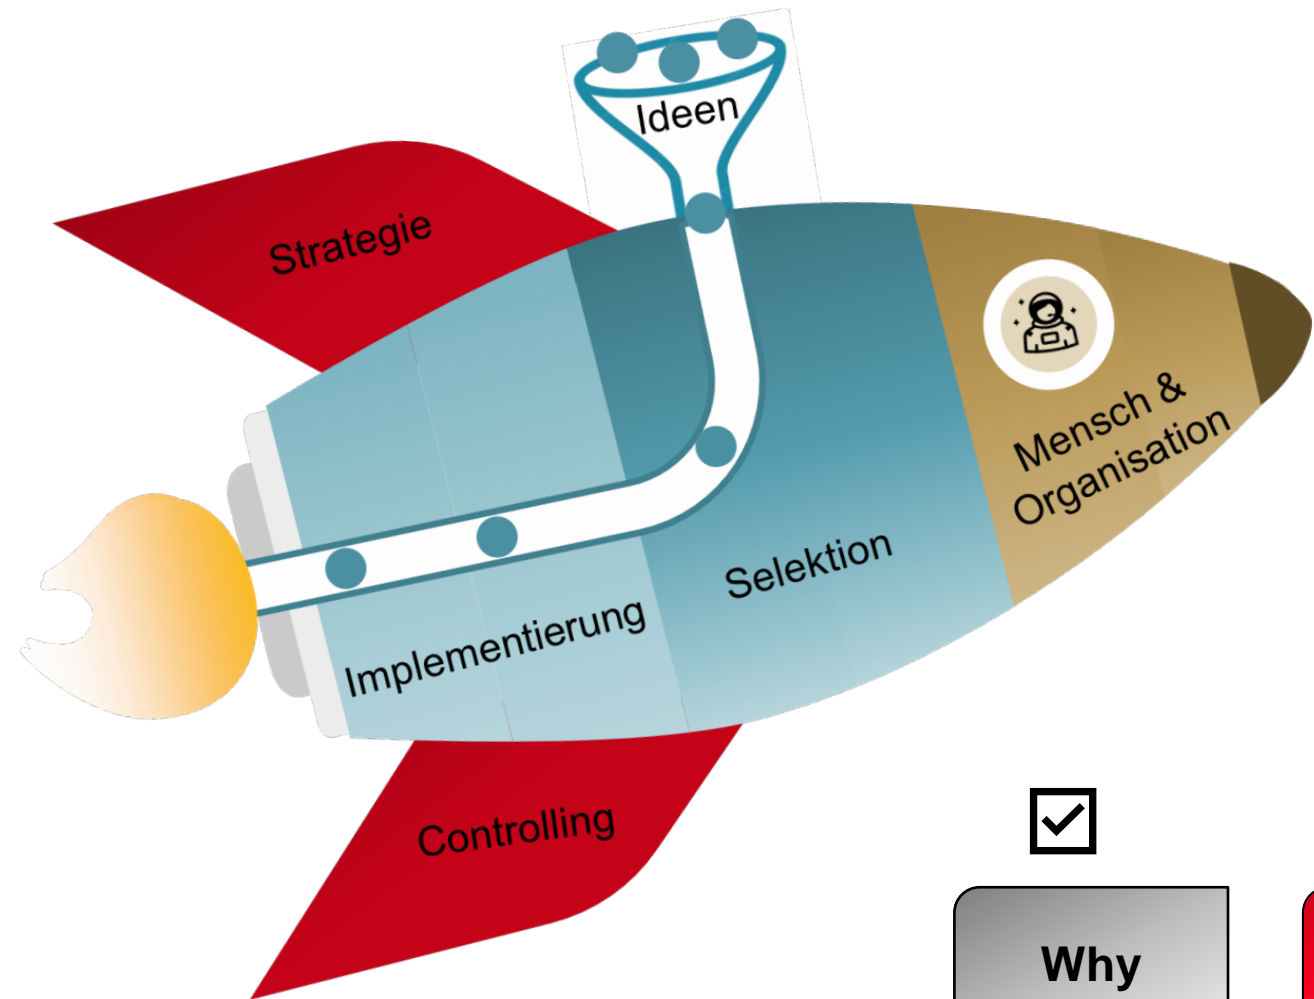 Ideen
Strategie
Mensch &
Organisation
Selektion
Implementierung
Controlling
Why